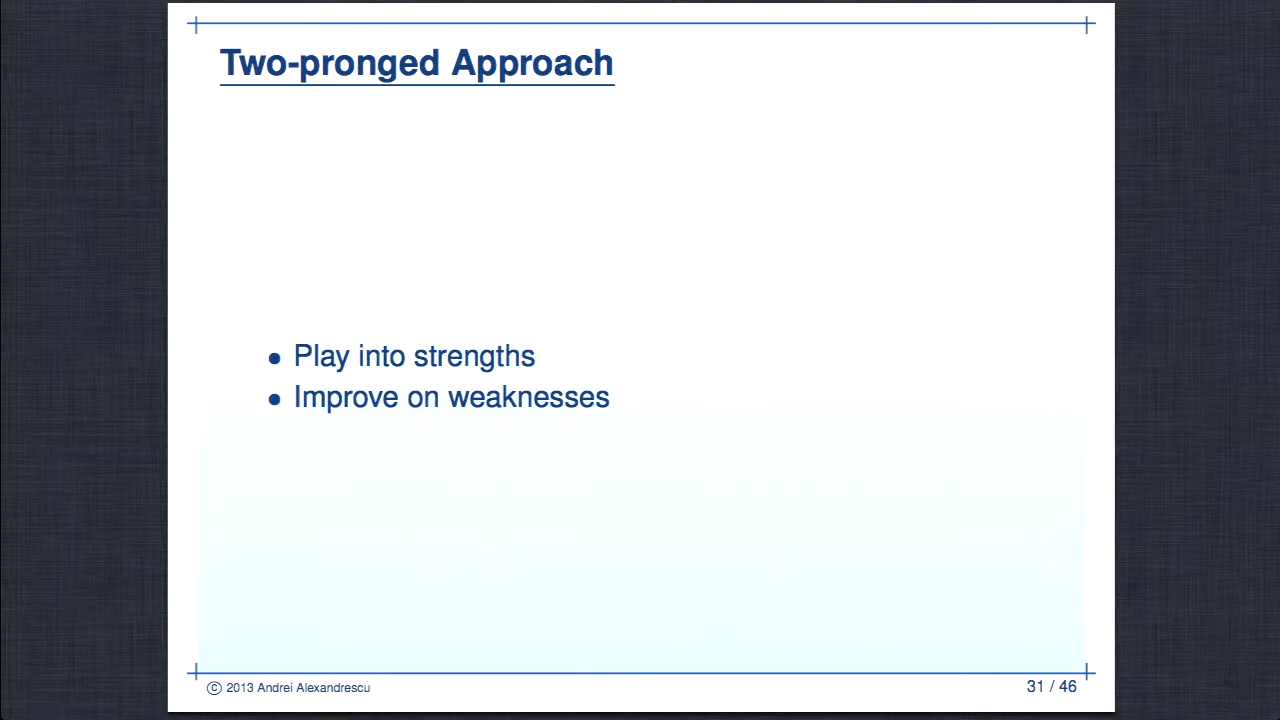 Two-pronged Approach
● Play into strengths
● Improve on weaknesses
© 2013 Andrei Alexandrescu
31 / 46